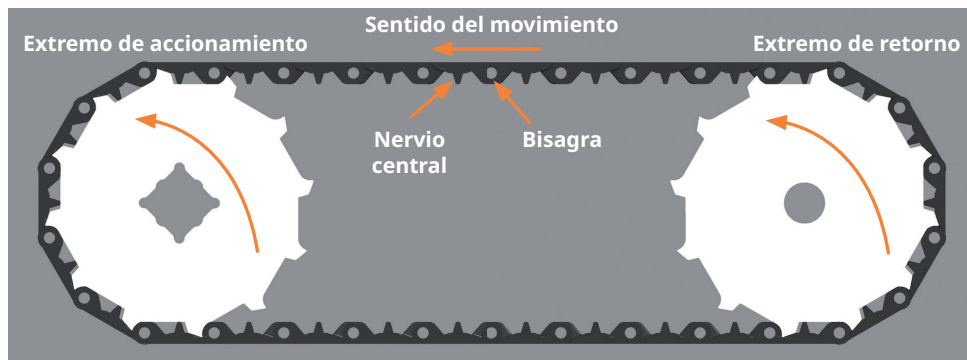 Sentido del movimiento
Extremo de accionamiento
Extremo de retorno
Nervio
central
Bisagra